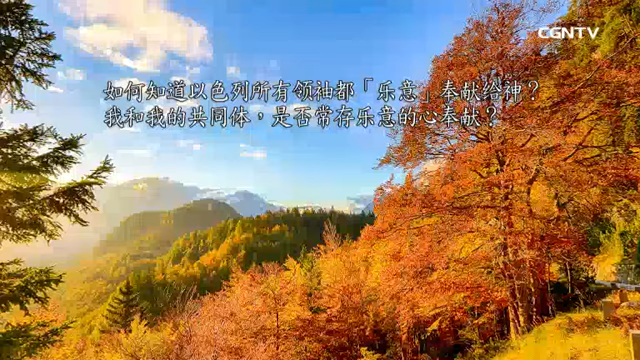 CGNTV
如何知道以色列所有领袖都「乐意」奉献给神？
我和我的共同体，是否常存乐意的心奉献？